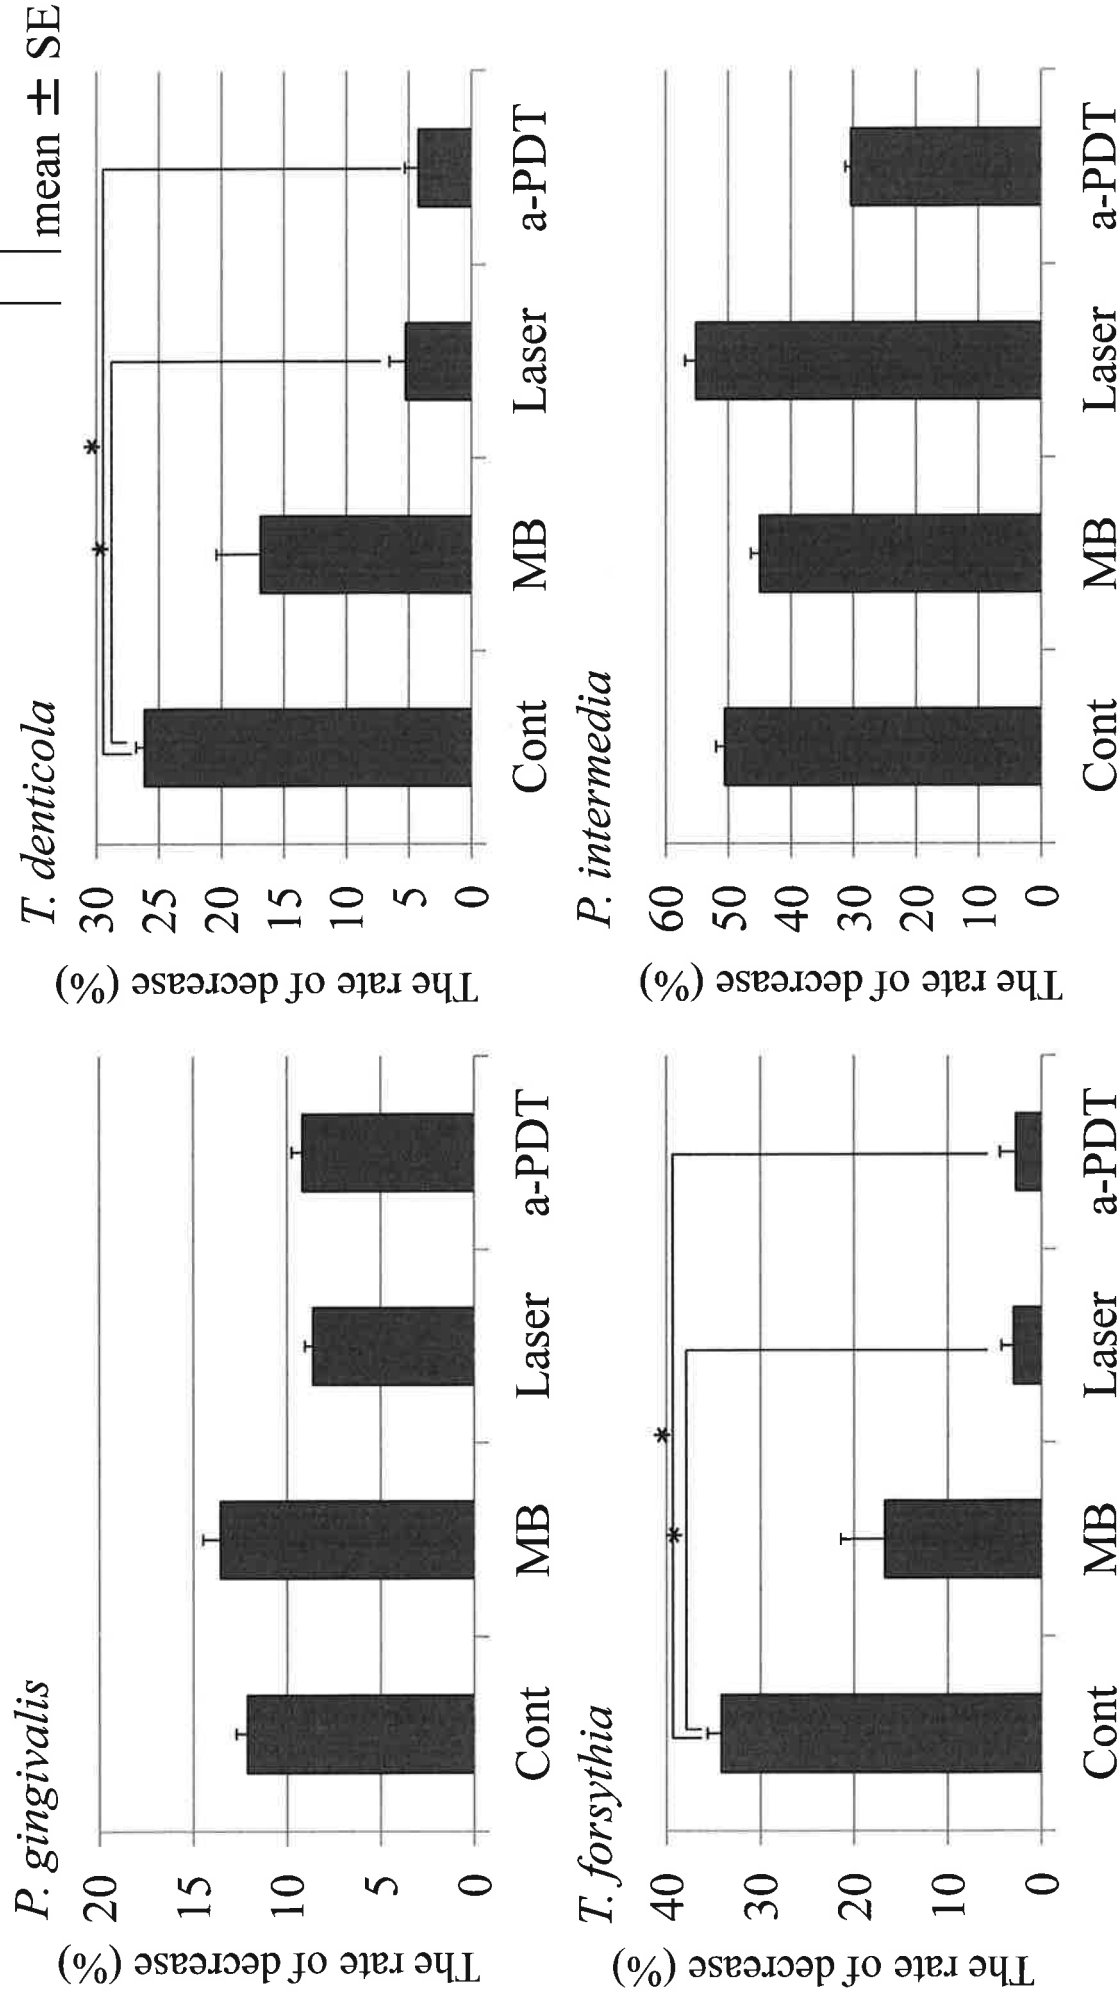 mean ± SE
P. gingivalis
The rate of decrease (%)
20
15
10
5
0
Cont MB Laser a-PDT
T. denticola
The rate of decrease (%)
30
25
20
15
10
5
0
* *
Cont MB Laser a-PDT
T. forsythia
The rate of decrease (%)
40
30
20
10
0
* *
Cont MB Laser a-PDT
P. intermedia
The rate of decrease (%)
60
50
40
30
20
10
0
Cont MB Laser a-PDT